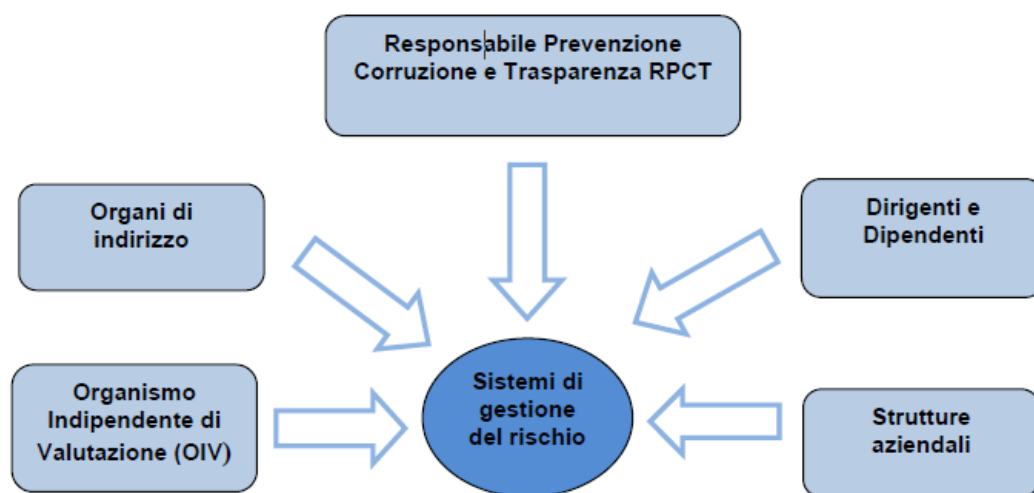 Responsabile Prevenzione
Corruzione e Trasparenza RPCT
Organi di
indirizzo
Dirigenti e
Dipendenti
Organismo
Indipendente di
Valutazione (OIV)
Sistemi di
gestione
del rischio
Strutture
aziendali